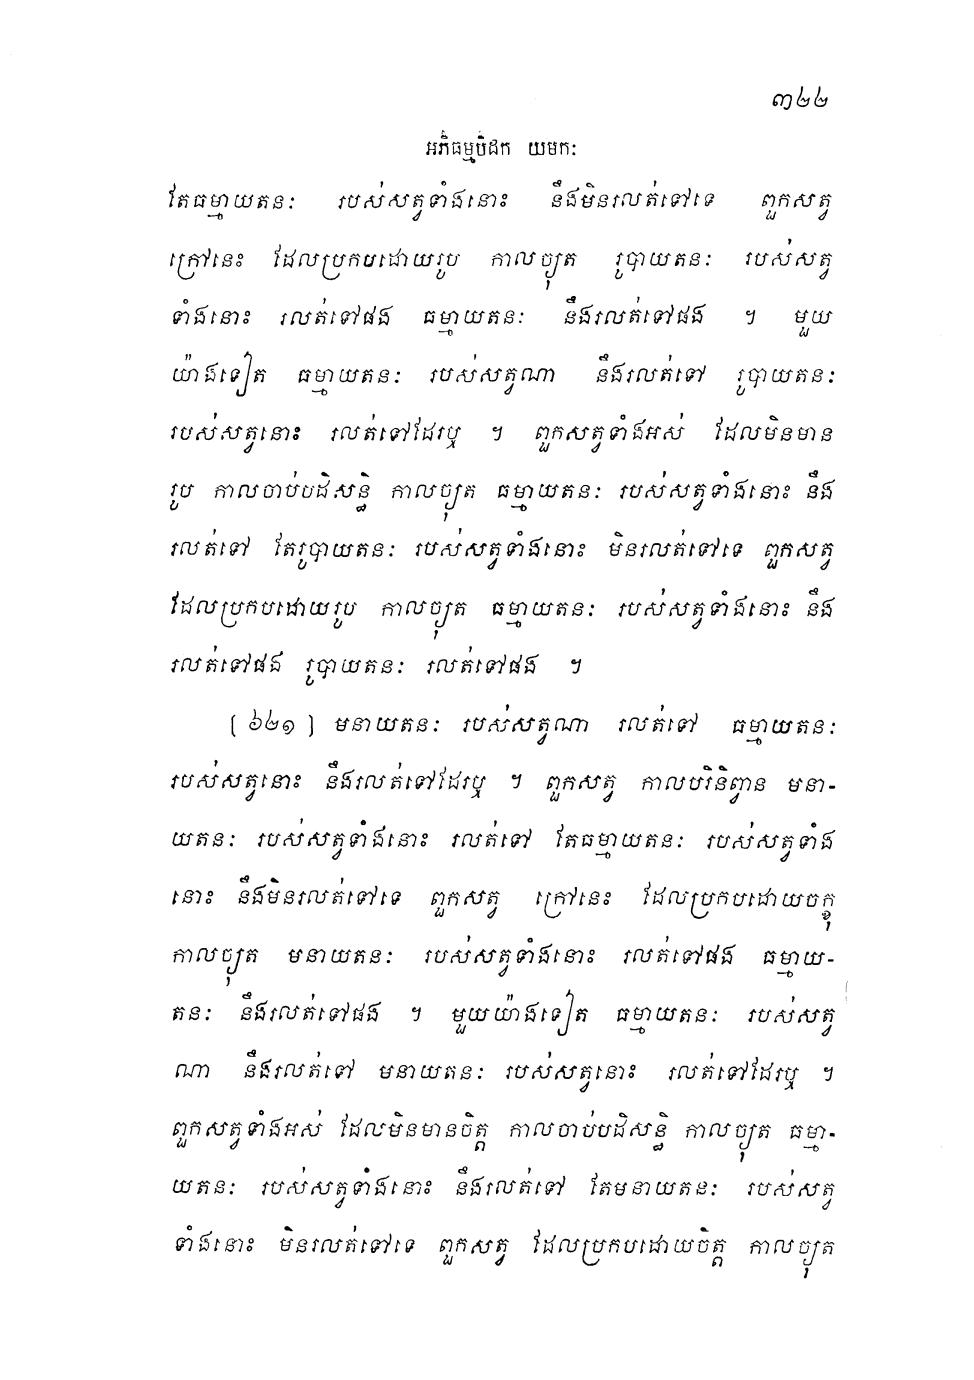 ៣២២
អភិធម្មបិដក យមកៈ
តែធម្មាយតនៈ របស់សត្វទាំងនោះ នឹងមិនរលត់ទៅទេ ពួកសត្វ
ក្រៅនេះ ដែលប្រកបដោយរូប កាលច្យុត រូបាយតនៈ របស់សត្វ
ទាំងនោះ រលត់ទៅផង ធម្មាយតនៈ នឹងរលត់ទៅផង ។ មួយ
យ៉ាងទៀត ធម្មាយតនៈ របស់សត្វណា នឹងរលត់ទៅ រូបាយតនៈ
របស់សត្វនោះ រលត់ទៅដែរឬ ។ ពួកសត្វទាំងអស់ ដែលមិនមាន
រូប កាលចាប់បដិសន្ធិ កាលច្យុត ធម្មាយតនៈ របស់សត្វទាំងនោះ នឹង
រលត់ទៅ តែរូបាយតនៈ របស់សត្វទាំងនោះ មិនរលត់ទៅទេ ពួកសត្វ
ដែលប្រកបដោយរូប កាលច្យុត ធម្មាយតនៈ របស់សត្វទាំងនោះ នឹង
រលត់ទៅផង រូបាយតនៈ រលត់ទៅផង ។
[ ៦២១ ] មនាយតនៈ របស់សត្វណា រលត់ទៅ ធម្មាយតនៈ
របស់សត្វនោះ នឹងរលត់ទៅដែរឬ ។ ពួកសត្វ កាលបរិនិព្វាន មនា-
យតនៈ របស់សត្វទាំងនោះ រលត់ទៅ តែធម្មាយតនៈ របស់សត្វទាំង
នោះ នឹងមិនរលត់ទៅទេ ពួកសត្វ ក្រៅនេះ ដែលប្រកបដោយចក្ខុ
កាលច្យុត មនាយតនៈ របស់សត្វទាំងនោះ រលត់ទៅផង ធម្មាយ-
តនៈ នឹងរលត់ទៅផង ។ មួយយ៉ាងទៀត ធម្មាយតនៈ របស់សត្វ
ណា នឹងរលត់ទៅ មនាយតនៈ របស់សត្វនោះ រលត់ទៅដែរឬ ។
ពួកសត្វទាំងអស់ ដែលមិនមានចិត្ត កាលចាប់បដិសន្ធិ កាលច្យុត ធម្មា-
យតនៈ របស់សត្វទាំងនោះ នឹងរលត់ទៅ តែមនាយតនៈ របស់សត្វ
ទាំងនោះ មិនរលត់ទៅទេ ពួកសត្វ ដែលប្រកបដោយចិត្ត កាលច្យុត